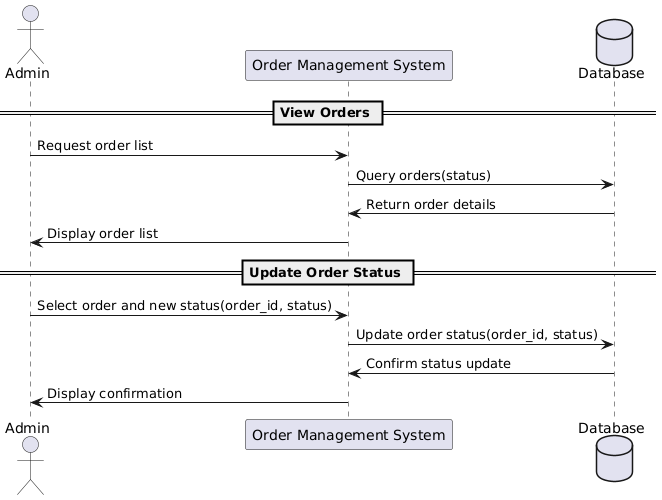 Admin
Order Management System
Database
View Orders
Request order list
Query orders(status)
Return order details
Display order list
Update Order Status
Select order and new status(order_id, status)
Update order status(order_id, status)
Confirm status update
Display confirmation
Admin
Order Management System
Database